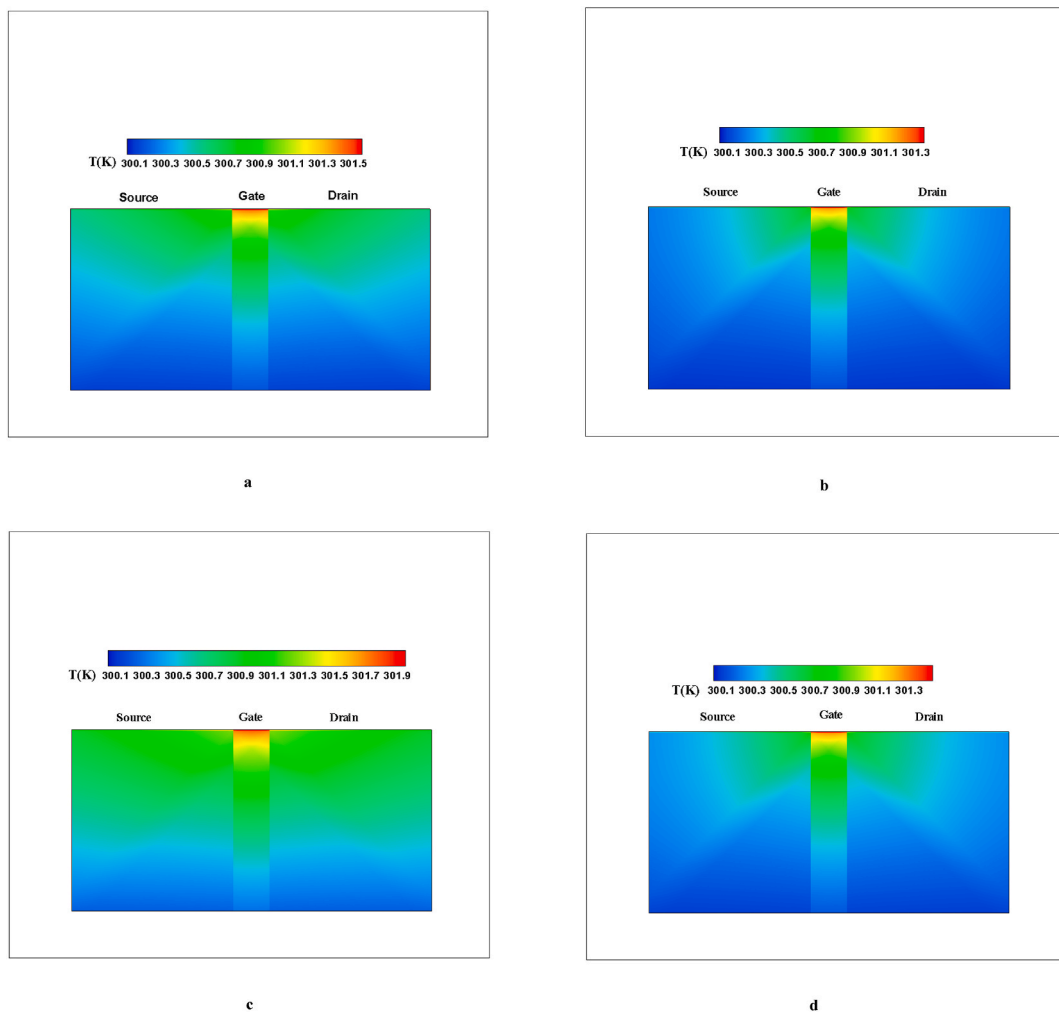 T(K) 300.1 300.3 300.5 300.7 300.9 301.1 301.3 301.5
Source Gate Drain
a
T(K) 300.1 300.3 300.5 300.7 300.9 301.1 301.3
Source Gate Drain
b
T(K) 300.1 300.3 300.5 300.7 300.9 301.1 301.3 301.5 301.7 301.9
Source Gate Drain
c
T(K) 300.1 300.3 300.5 300.7 300.9 301.1 301.3
Source Gate Drain
d